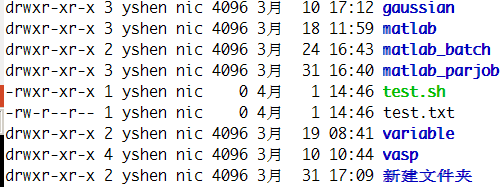 drwxr-xr-x 3 yshen nic 4096 3月  10 17:12 gaussian
drwxr-xr-x 3 yshen nic 4096 3月  18 11:59 matlab
drwxr-xr-x 2 yshen nic 4096 3月  24 16:43 matlab_batch
drwxr-xr-x 3 yshen nic 4096 3月  31 16:40 matlab_parjob
-rwxr-xr-x 1 yshen nic    0 4月   1 14:46 test.sh
-rw-r--r-- 1 yshen nic    0 4月   1 14:46 test.txt
drwxr-xr-x 2 yshen nic 4096 3月  19 08:41 variable
drwxr-xr-x 4 yshen nic 4096 3月  10 10:44 vasp
drwxr-xr-x 2 yshen nic 4096 3月  31 17:09 新建文件夹